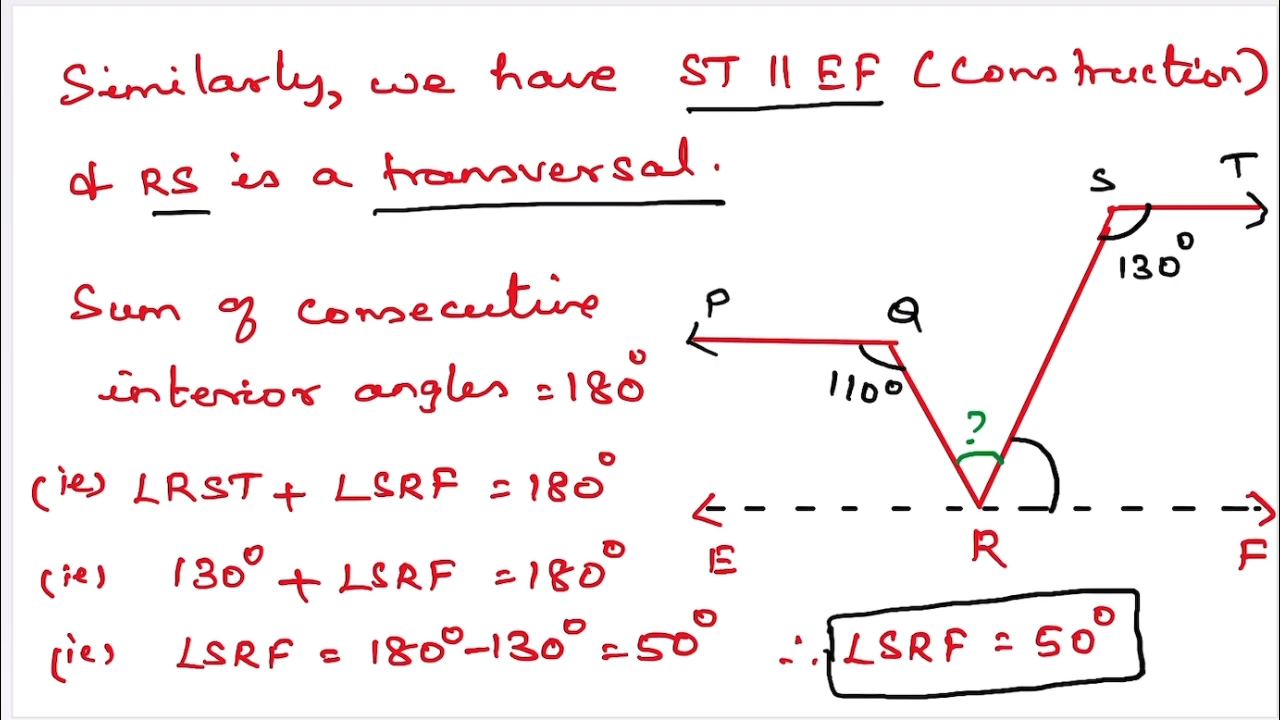 Similarly, we have ST || EF (Construction)
& RS is a transversal.
Sum of consecutive
interior angles = 180°
(ie) ∠RST + ∠SRF = 180°
(ie) 130° + ∠SRF = 180°
(ie) ∠SRF = 180° - 130° = 50° ∴ ∠SRF = 50°
S T
130°
P Q
110°
?
E R F